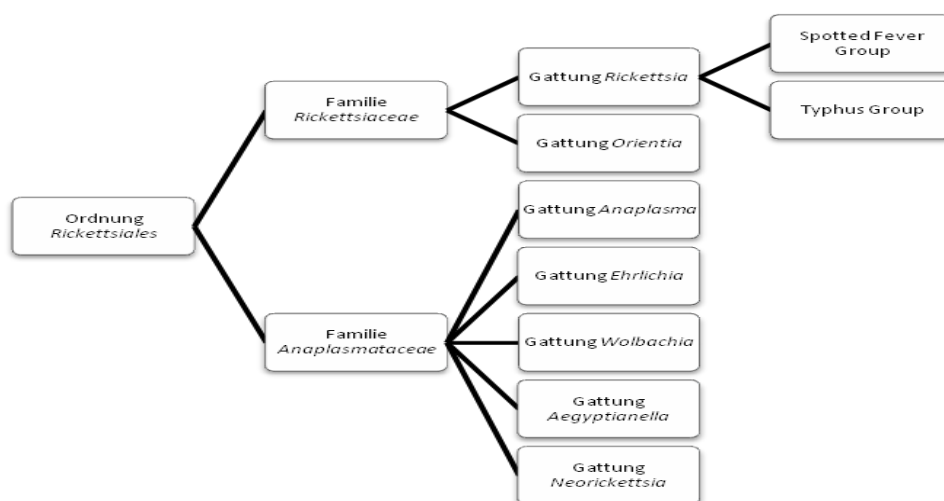 Ordnung
Rickettsiales
Familie
Rickettsiaceae
Familie
Anaplasmataceae
Gattung Rickettsia
Gattung Orientia
Gattung Anaplasma
Gattung Ehrlichia
Gattung Wolbachia
Gattung
Aegyptianella
Gattung
Neorickettsia
Spotted Fever
Group
Typhus Group